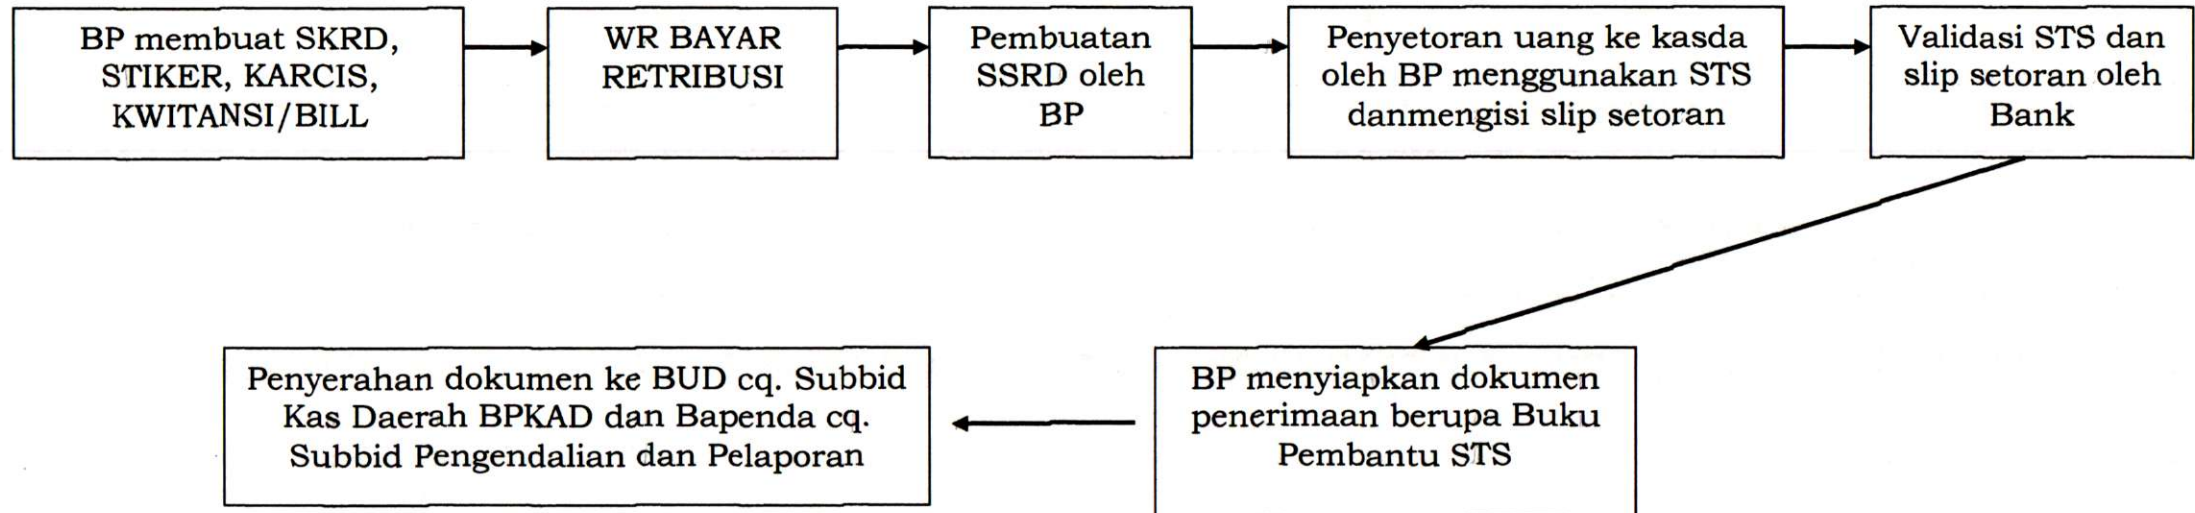 BP membuat SKRD,
STIKER, KARCIS,
KWITANSI/BILL
WR BAYAR
RETRIBUSI
Pembuatan
SSRD oleh
BP
Penyetoran uang ke kasda
oleh BP menggunakan STS
danmengisi slip setoran
Validasi STS dan
slip setoran oleh
Bank
BP menyiapkan dokumen
penerimaan berupa Buku
Pembantu STS
Penyerahan dokumen ke BUD cq. Subbid
Kas Daerah BPKAD dan Bapenda cq.
Subbid Pengendalian dan Pelaporan